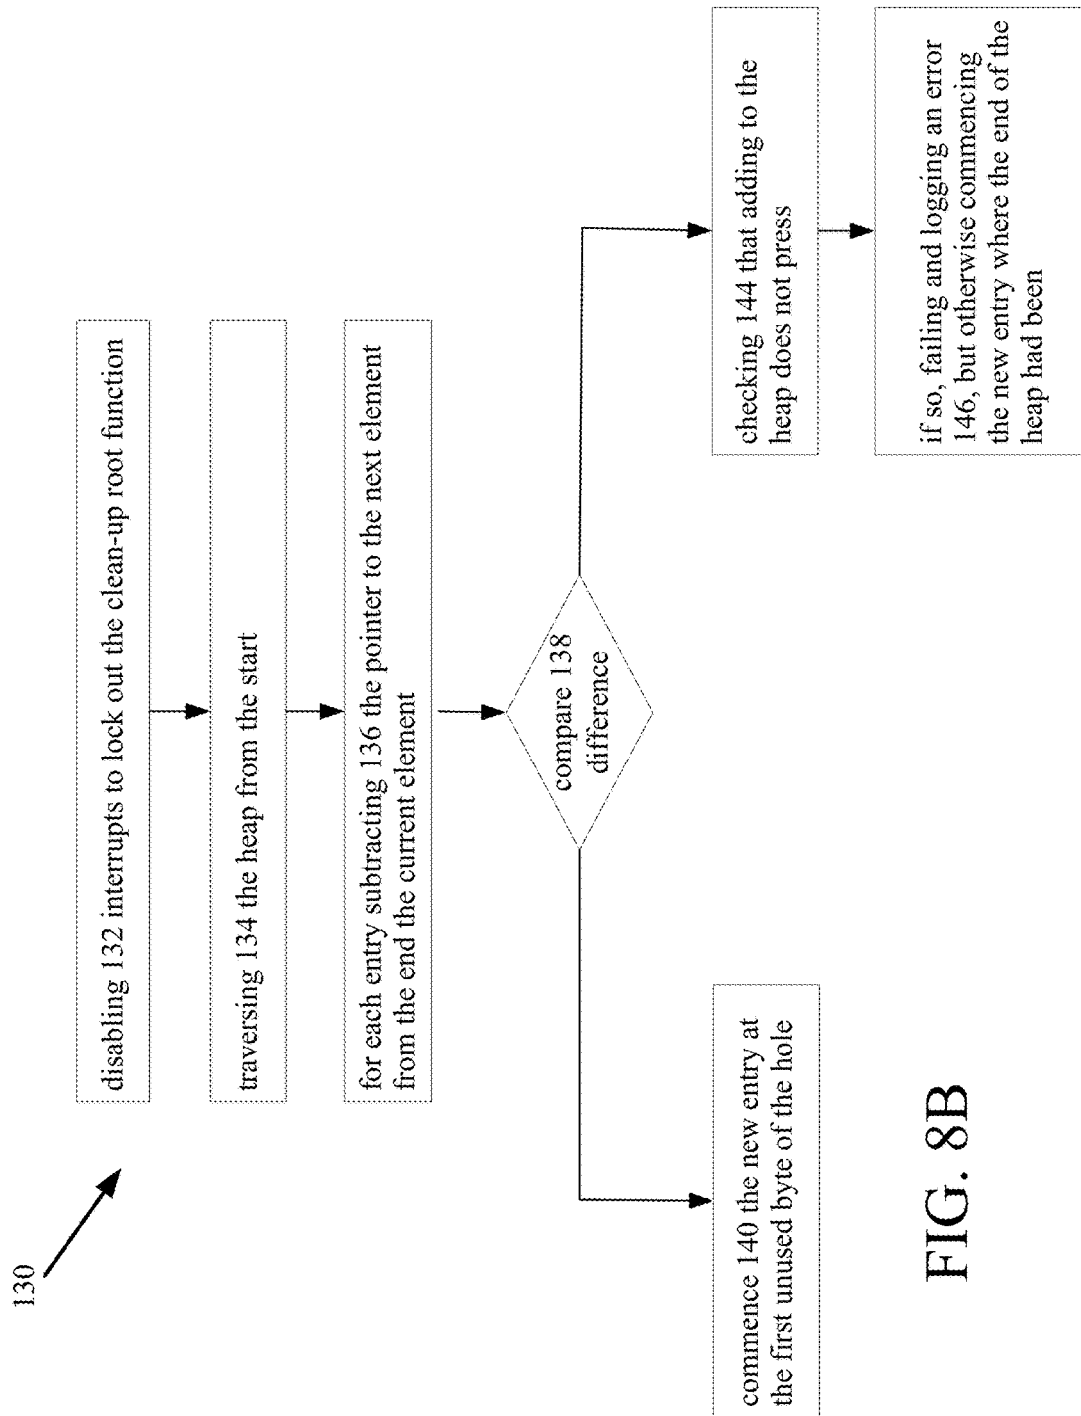 130
disabling 132 interrupts to lock out the clean-up root function
traversing 134 the heap from the start
for each entry subtracting 136 the pointer to the next element
from the end the current element
compare 138
difference
commence 140 the new entry at
the first unused byte of the hole
checking 144 that adding to the
heap does not press
if so, failing and logging an error
146, but otherwise commencing
the new entry where the end of the
heap had been
FIG. 8B